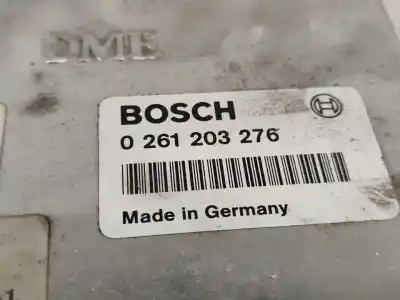 DME
BOSCH
0 261 203 276
Made in Germany